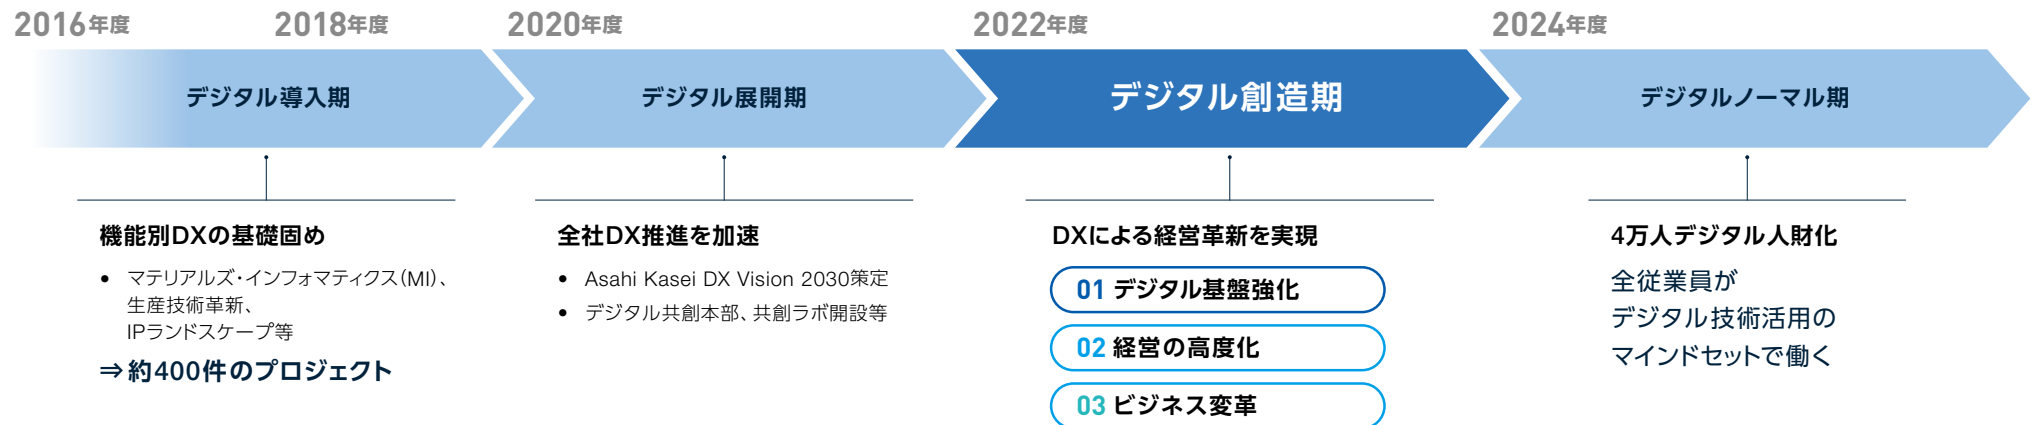 2016年度
2018年度
2020年度
2022年度
2024年度
デジタル導入期
デジタル展開期
デジタル創造期
デジタルノーマル期
機能別DXの基礎固め
• マテリアルズ・インフォマティクス(MI)、
生産技術革新、
IPランドスケープ等
⇒約400件のプロジェクト
全社DX推進を加速
• Asahi Kasei DX Vision 2030策定
• デジタル共創本部、共創ラボ開設等
DXによる経営革新を実現
01 デジタル基盤強化
02 経営の高度化
03 ビジネス変革
4万人デジタル人財化
全従業員が
デジタル技術活用の
マインドセットで働く